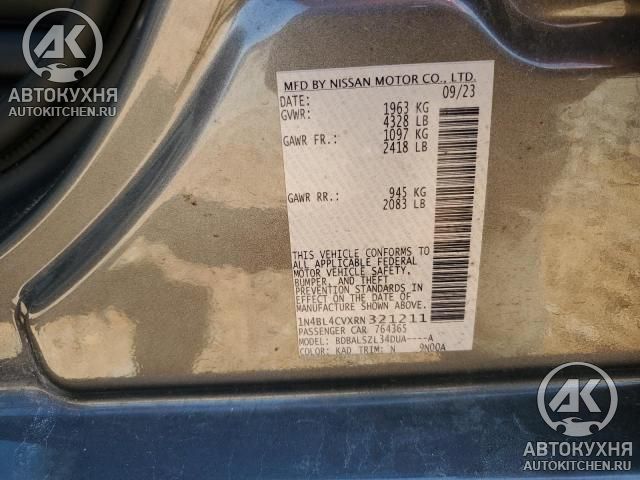 АВТОКУХНЯ
AUTOKITCHEN.RU
MFD BY NISSAN MOTOR CO., LTD.
DATE: 09/23
GVWR: 1963 KG
4328 LB
GAWR FR.: 1097 KG
2418 LB
GAWR RR.: 945 KG
2083 LB
THIS VEHICLE CONFORMS TO
ALL APPLICABLE FEDERAL
MOTOR VEHICLE SAFETY,
BUMPER, AND THEFT
PREVENTION STANDARDS IN
EFFECT ON THE DATE OF
MANUFACTURE SHOWN ABOVE.
1N4BL4CVXRN321211
PASSENGER CAR 764365
MODEL: BDBALSZL34DUA----A
COLOR: KAD TRIM: N 9N00A
АВТОКУХНЯ
AUTOKITCHEN.RU